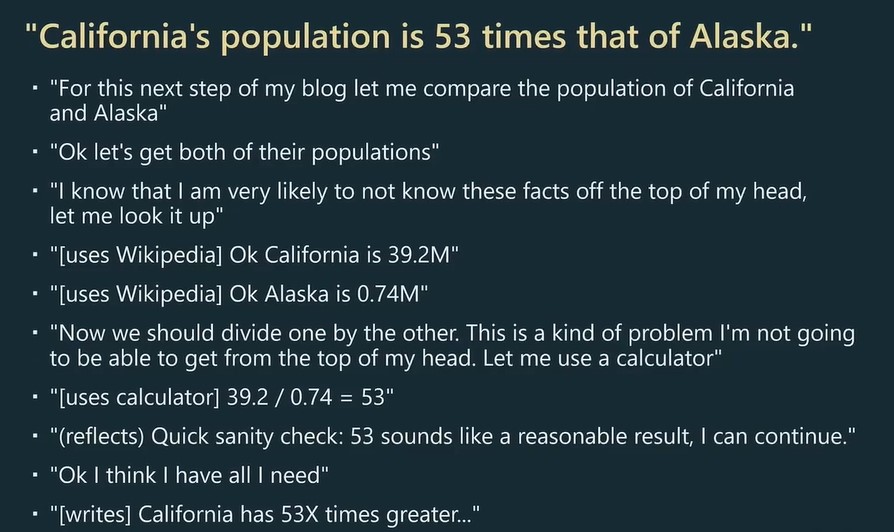 "California's population is 53 times that of Alaska."
▪ "For this next step of my blog let me compare the population of California
and Alaska"
▪ "Ok let's get both of their populations"
▪ "I know that I am very likely to not know these facts off the top of my head,
let me look it up"
▪ "[uses Wikipedia] Ok California is 39.2M"
▪ "[uses Wikipedia] Ok Alaska is 0.74M"
▪ "Now we should divide one by the other. This is a kind of problem I'm not going
to be able to get from the top of my head. Let me use a calculator"
▪ "[uses calculator] 39.2 / 0.74 = 53"
▪ "(reflects) Quick sanity check: 53 sounds like a reasonable result, I can continue."
▪ "Ok I think I have all I need"
▪ "[writes] California has 53X times greater..."